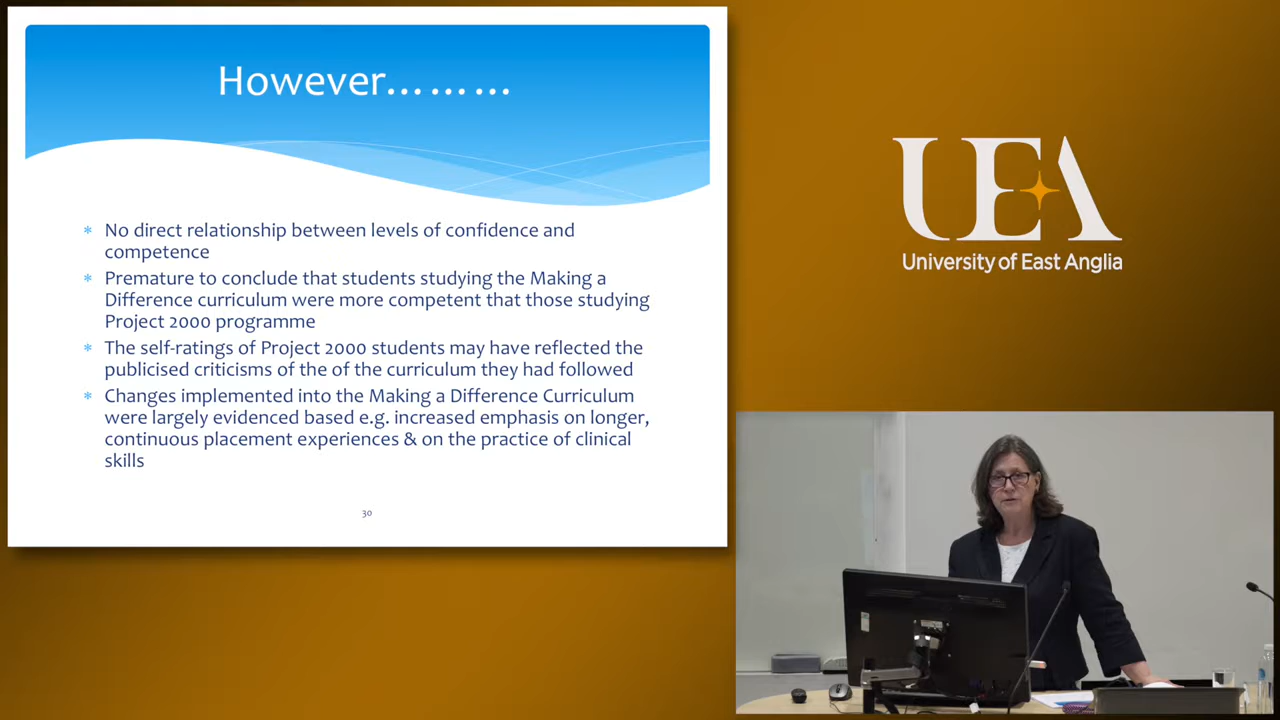 However………
* No direct relationship between levels of confidence and
competence
* Premature to conclude that students studying the Making a
Difference curriculum were more competent that those studying
Project 2000 programme
* The self-ratings of Project 2000 students may have reflected the
publicised criticisms of the of the curriculum they had followed
* Changes implemented into the Making a Difference Curriculum
were largely evidenced based e.g. increased emphasis on longer,
continuous placement experiences & on the practice of clinical
skills
30
UEA
University of East Anglia